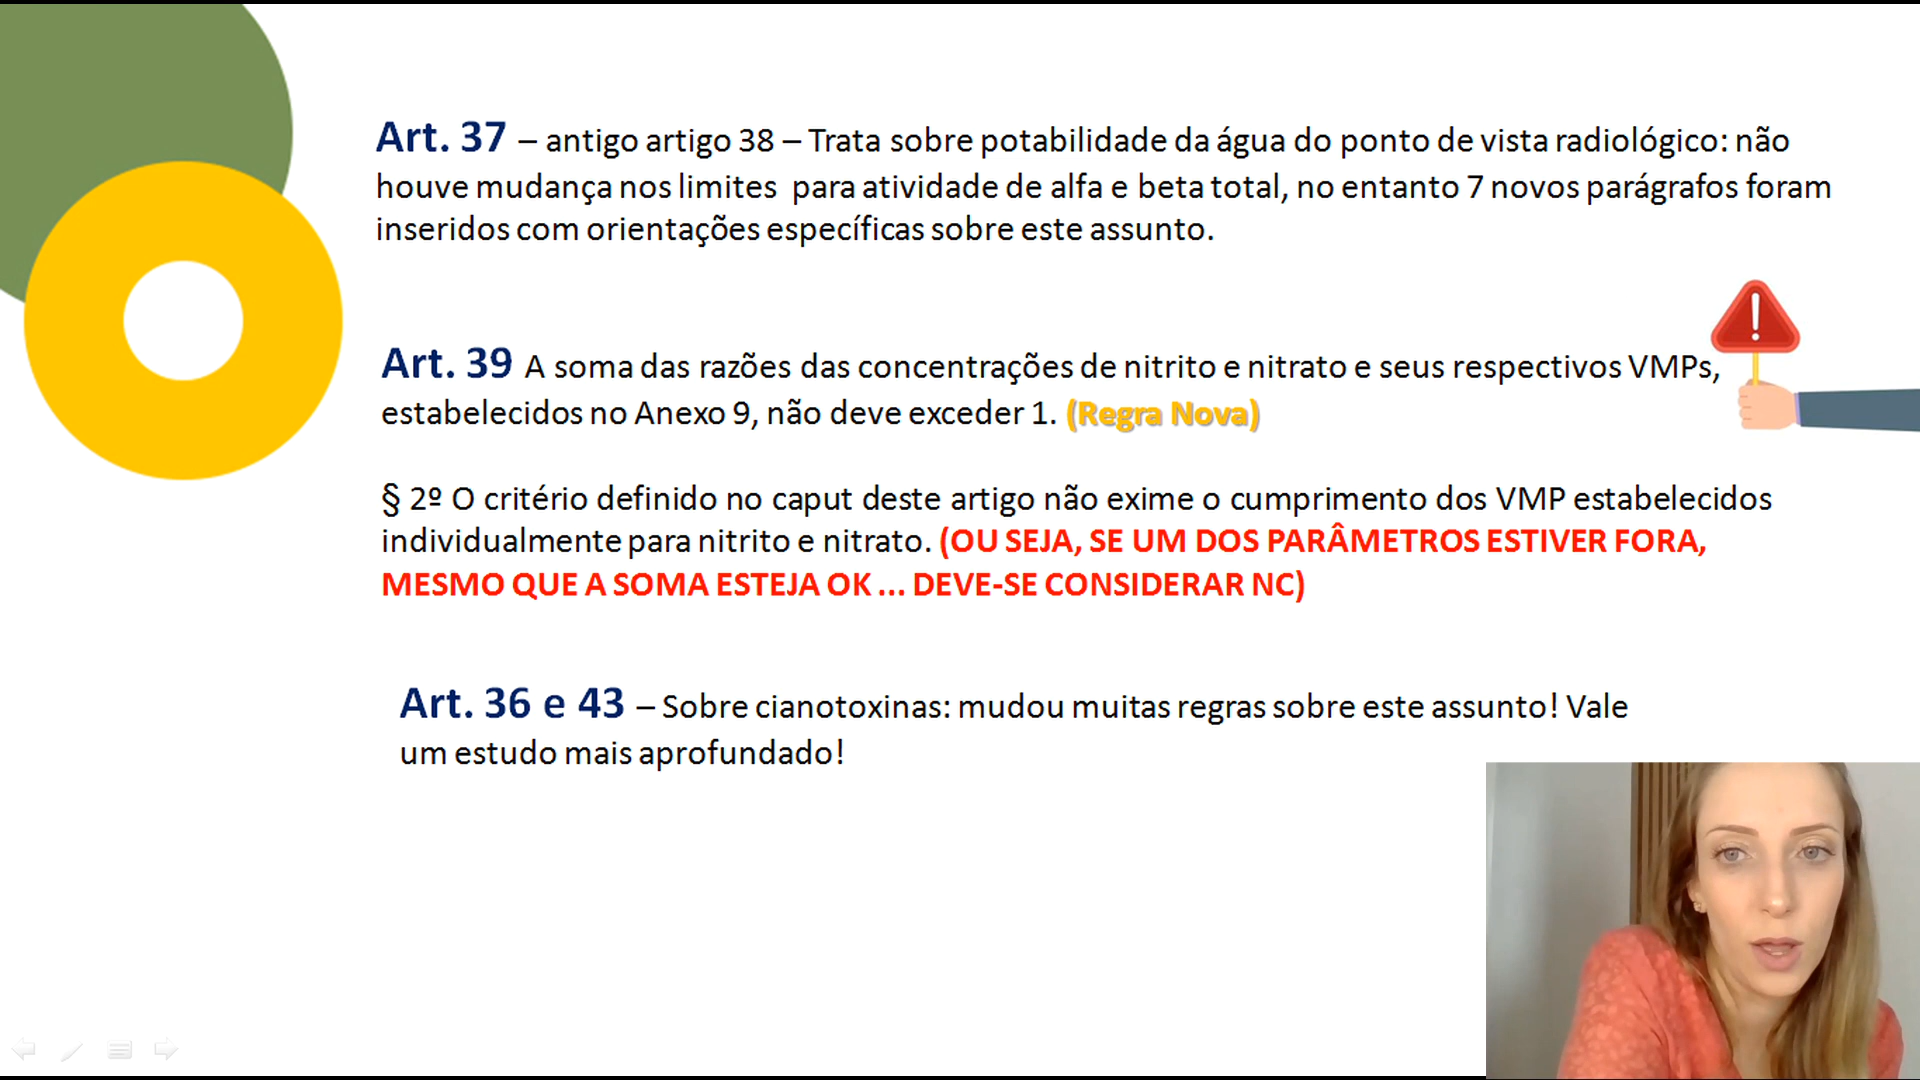 Art. 37 – antigo artigo 38 – Trata sobre potabilidade da água do ponto de vista radiológico: não
houve mudança nos limites para atividade de alfa e beta total, no entanto 7 novos parágrafos foram
inseridos com orientações específicas sobre este assunto.
Art. 39 A soma das razões das concentrações de nitrito e nitrato e seus respectivos VMPs,
estabelecidos no Anexo 9, não deve exceder 1. (Regra Nova)
§ 2º O critério definido no caput deste artigo não exime o cumprimento dos VMP estabelecidos
individualmente para nitrito e nitrato. (OU SEJA, SE UM DOS PARÂMETROS ESTIVER FORA,
MESMO QUE A SOMA ESTEJA OK ... DEVE-SE CONSIDERAR NC)
Art. 36 e 43 – Sobre cianotoxinas: mudou muitas regras sobre este assunto! Vale
um estudo mais aprofundado!